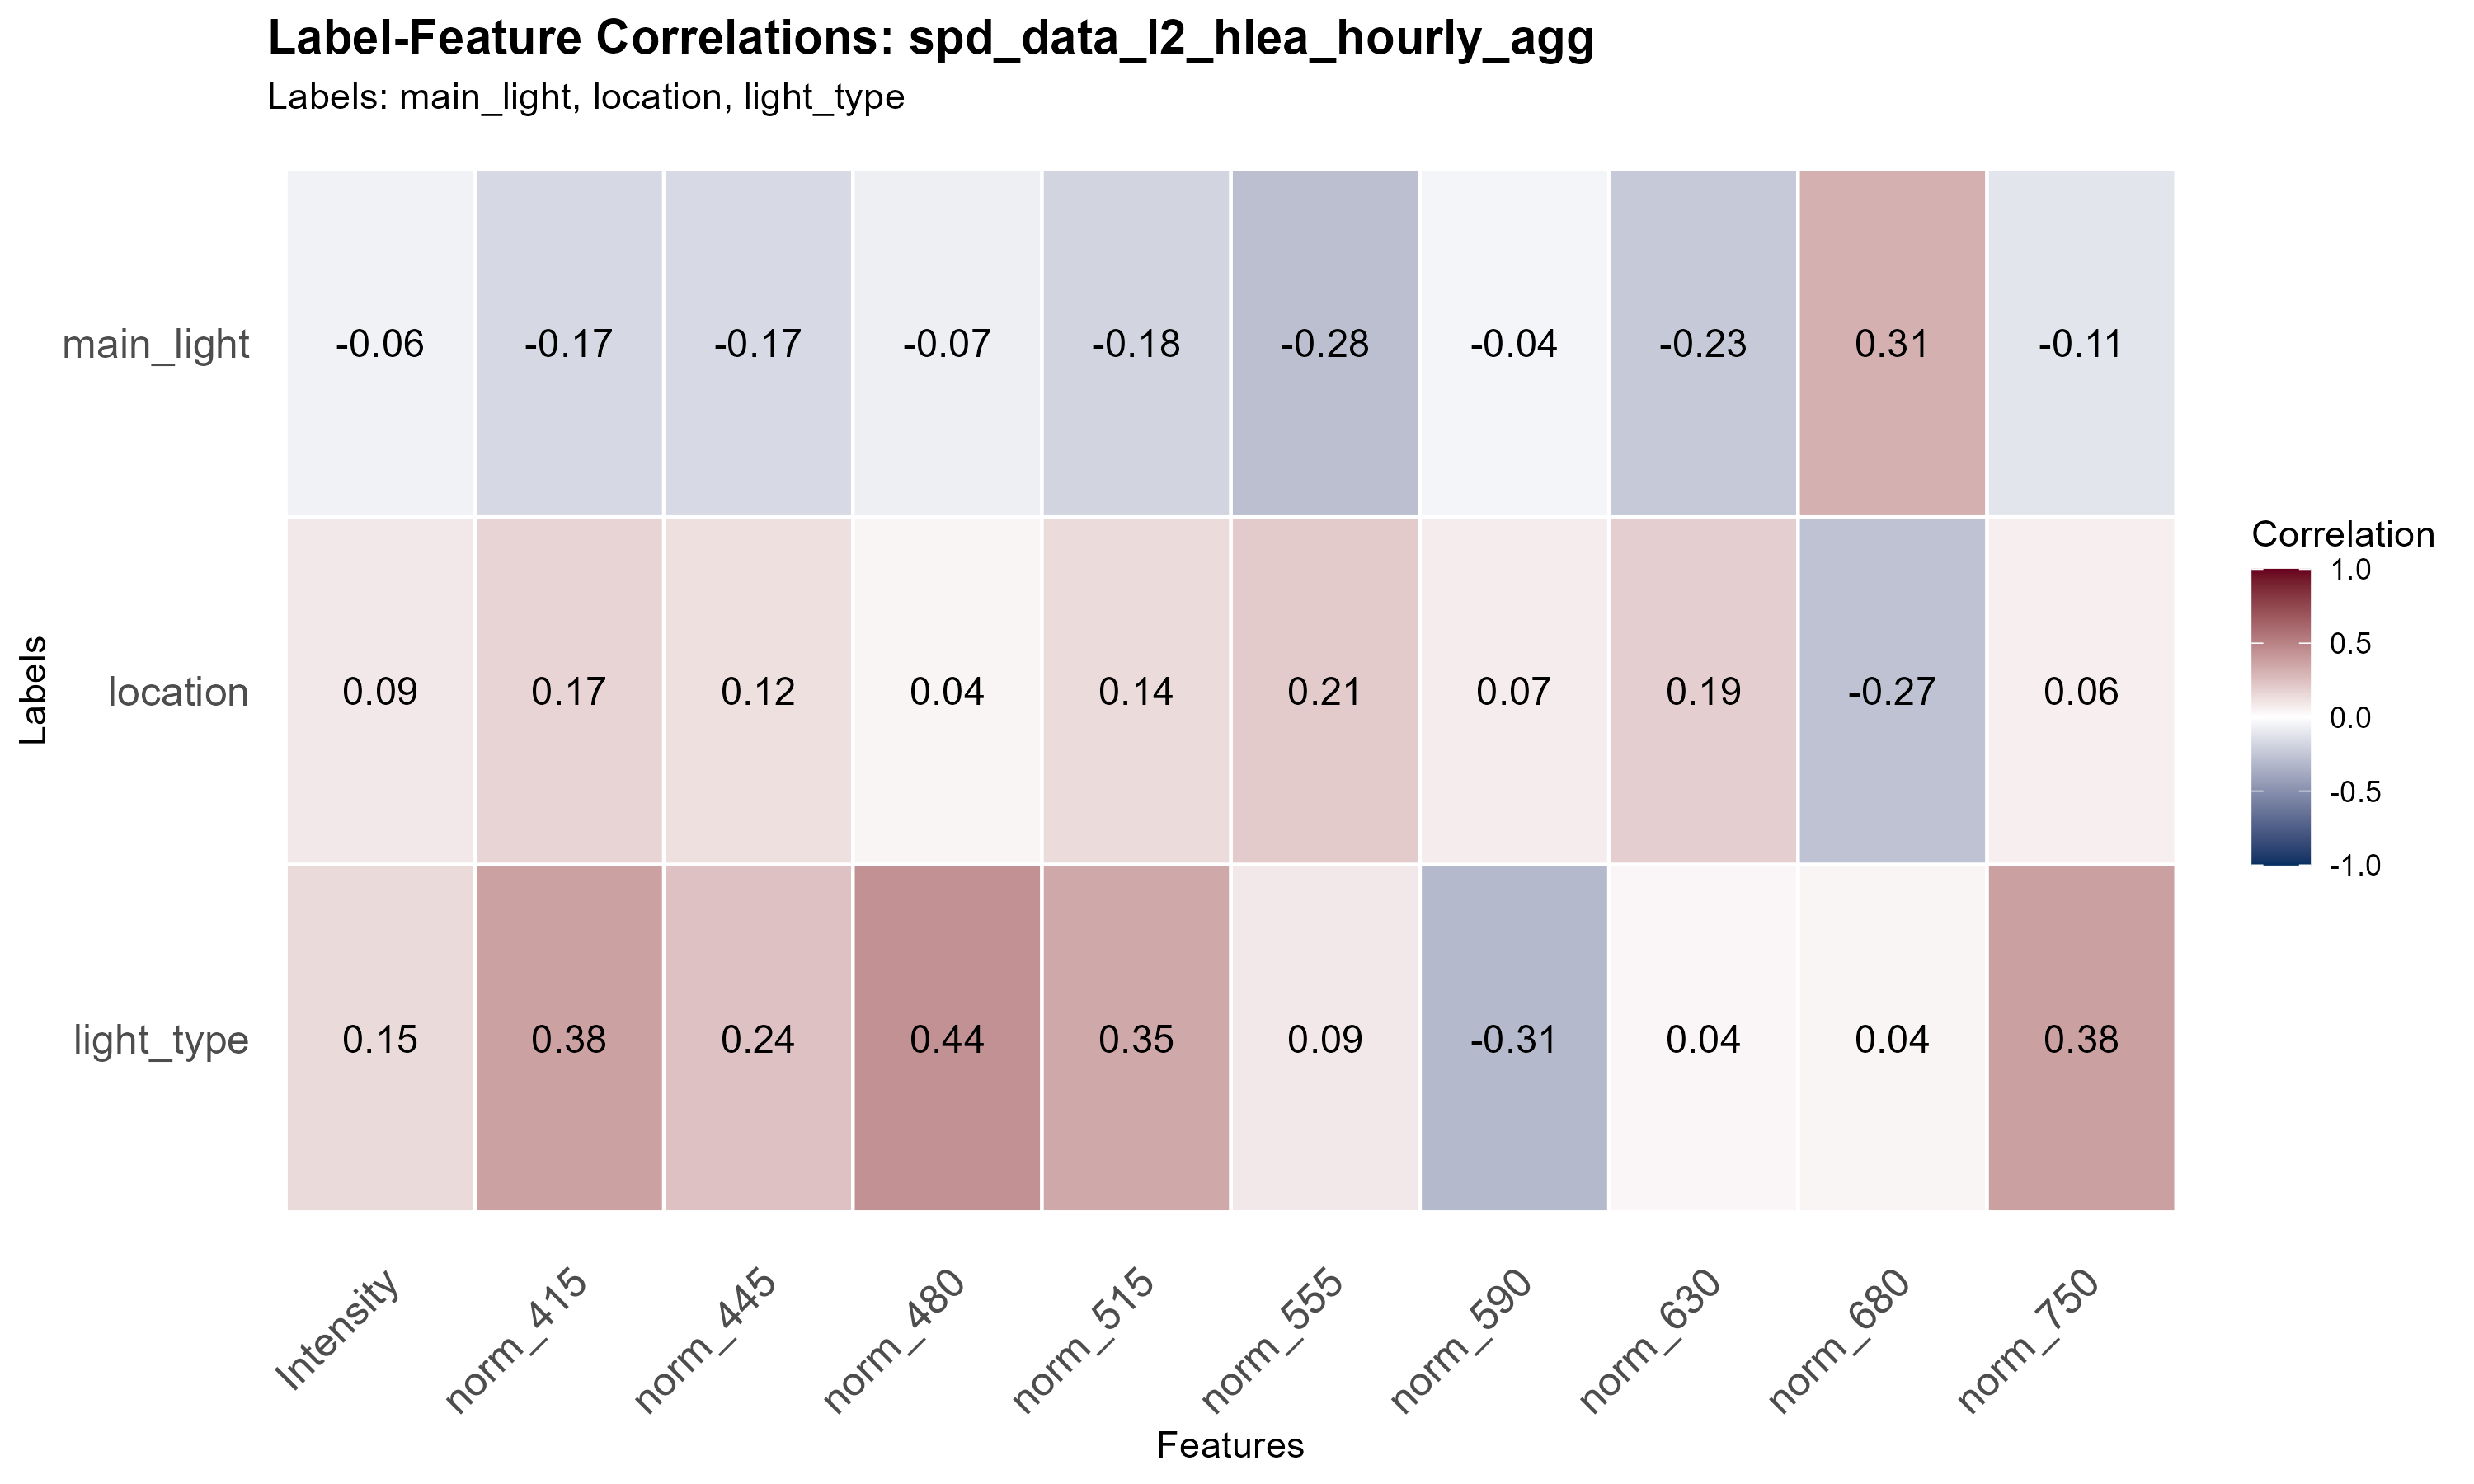 Label-Feature Correlations: spd_data_l2_hlea_hourly_agg
Labels: main_light, location, light_type
Labels
main_light
-0.06 -0.17 -0.17 -0.07 -0.18 -0.28 -0.04 -0.23 0.31 -0.11
location
0.09 0.17 0.12 0.04 0.14 0.21 0.07 0.19 -0.27 0.06
light_type
0.15 0.38 0.24 0.44 0.35 0.09 -0.31 0.04 0.04 0.38
Intensity norm_415 norm_445 norm_480 norm_515 norm_555 norm_590 norm_630 norm_680 norm_750
Features
Correlation
1.0
0.5
0.0
-0.5
-1.0